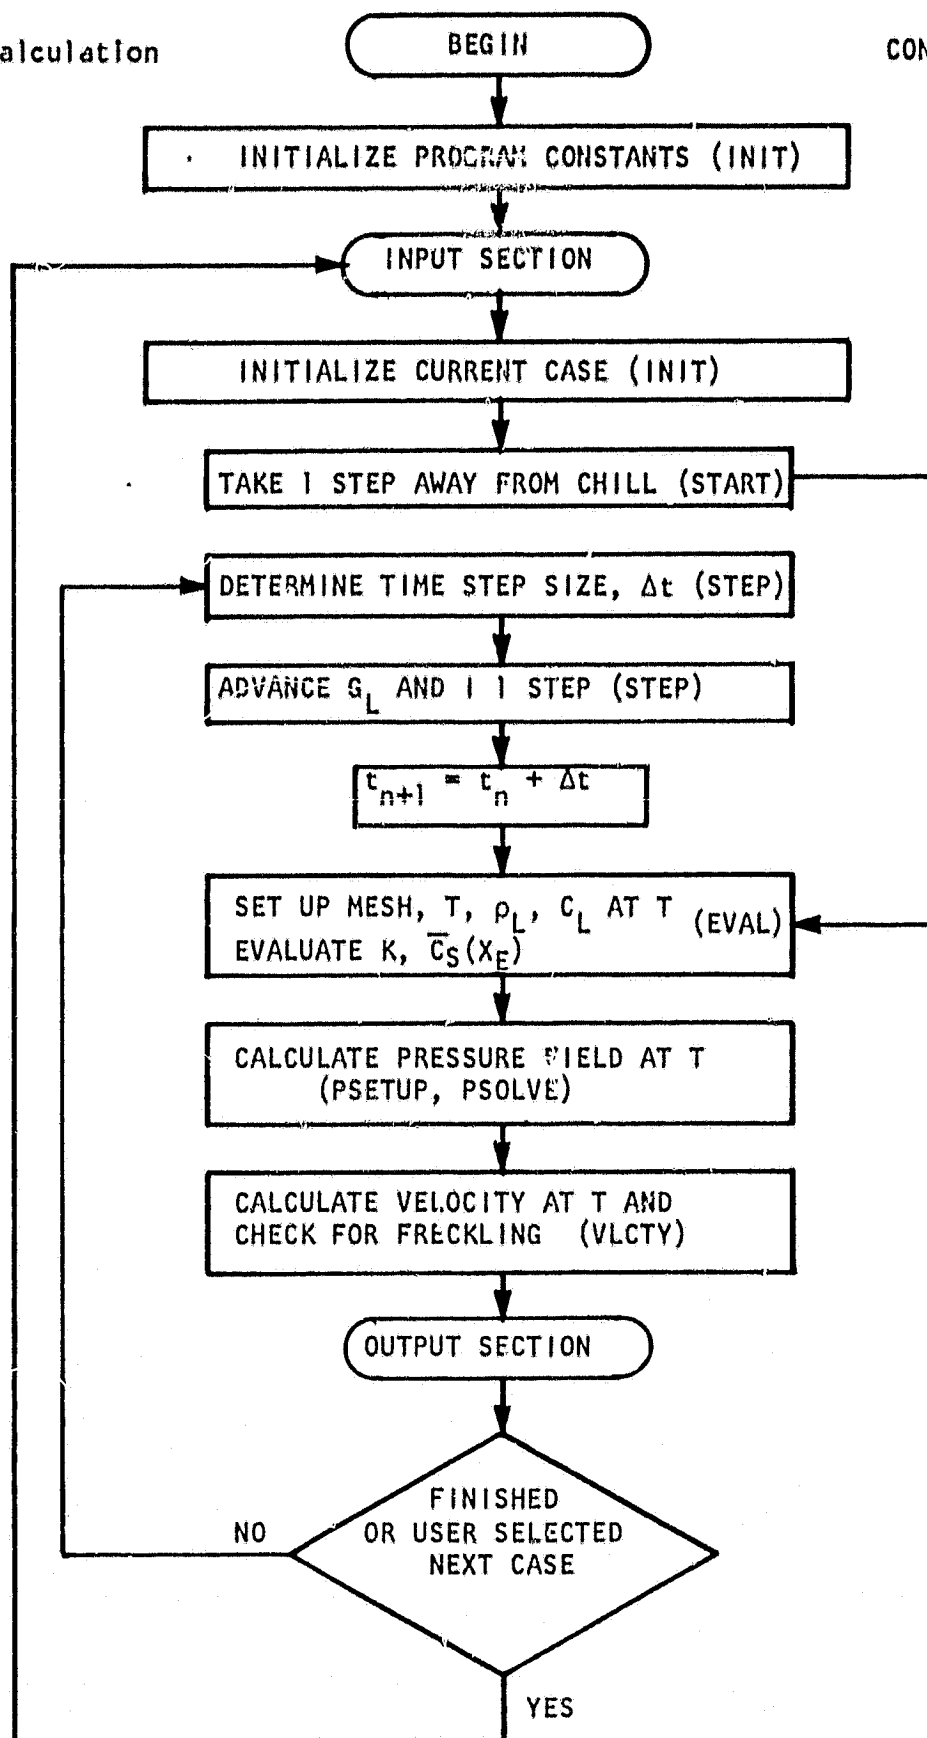 alculation
BEGIN
CON
INITIALIZE PROGRAM CONSTANTS (INIT)
INPUT SECTION
INITIALIZE CURRENT CASE (INIT)
TAKE 1 STEP AWAY FROM CHILL (START)
DETERMINE TIME STEP SIZE, Δt (STEP)
ADVANCE G_L AND I 1 STEP (STEP)
t_{n+1} = t_n + Δt
SET UP MESH, T, ρ_L, C_L AT T (EVAL)
EVALUATE K, C̅_S(X_E)
CALCULATE PRESSURE FIELD AT T
(PSETUP, PSOLVE)
CALCULATE VELOCITY AT T AND
CHECK FOR FRECKLING (VLCTY)
OUTPUT SECTION
FINISHED
NO
OR USER SELECTED
NEXT CASE
YES